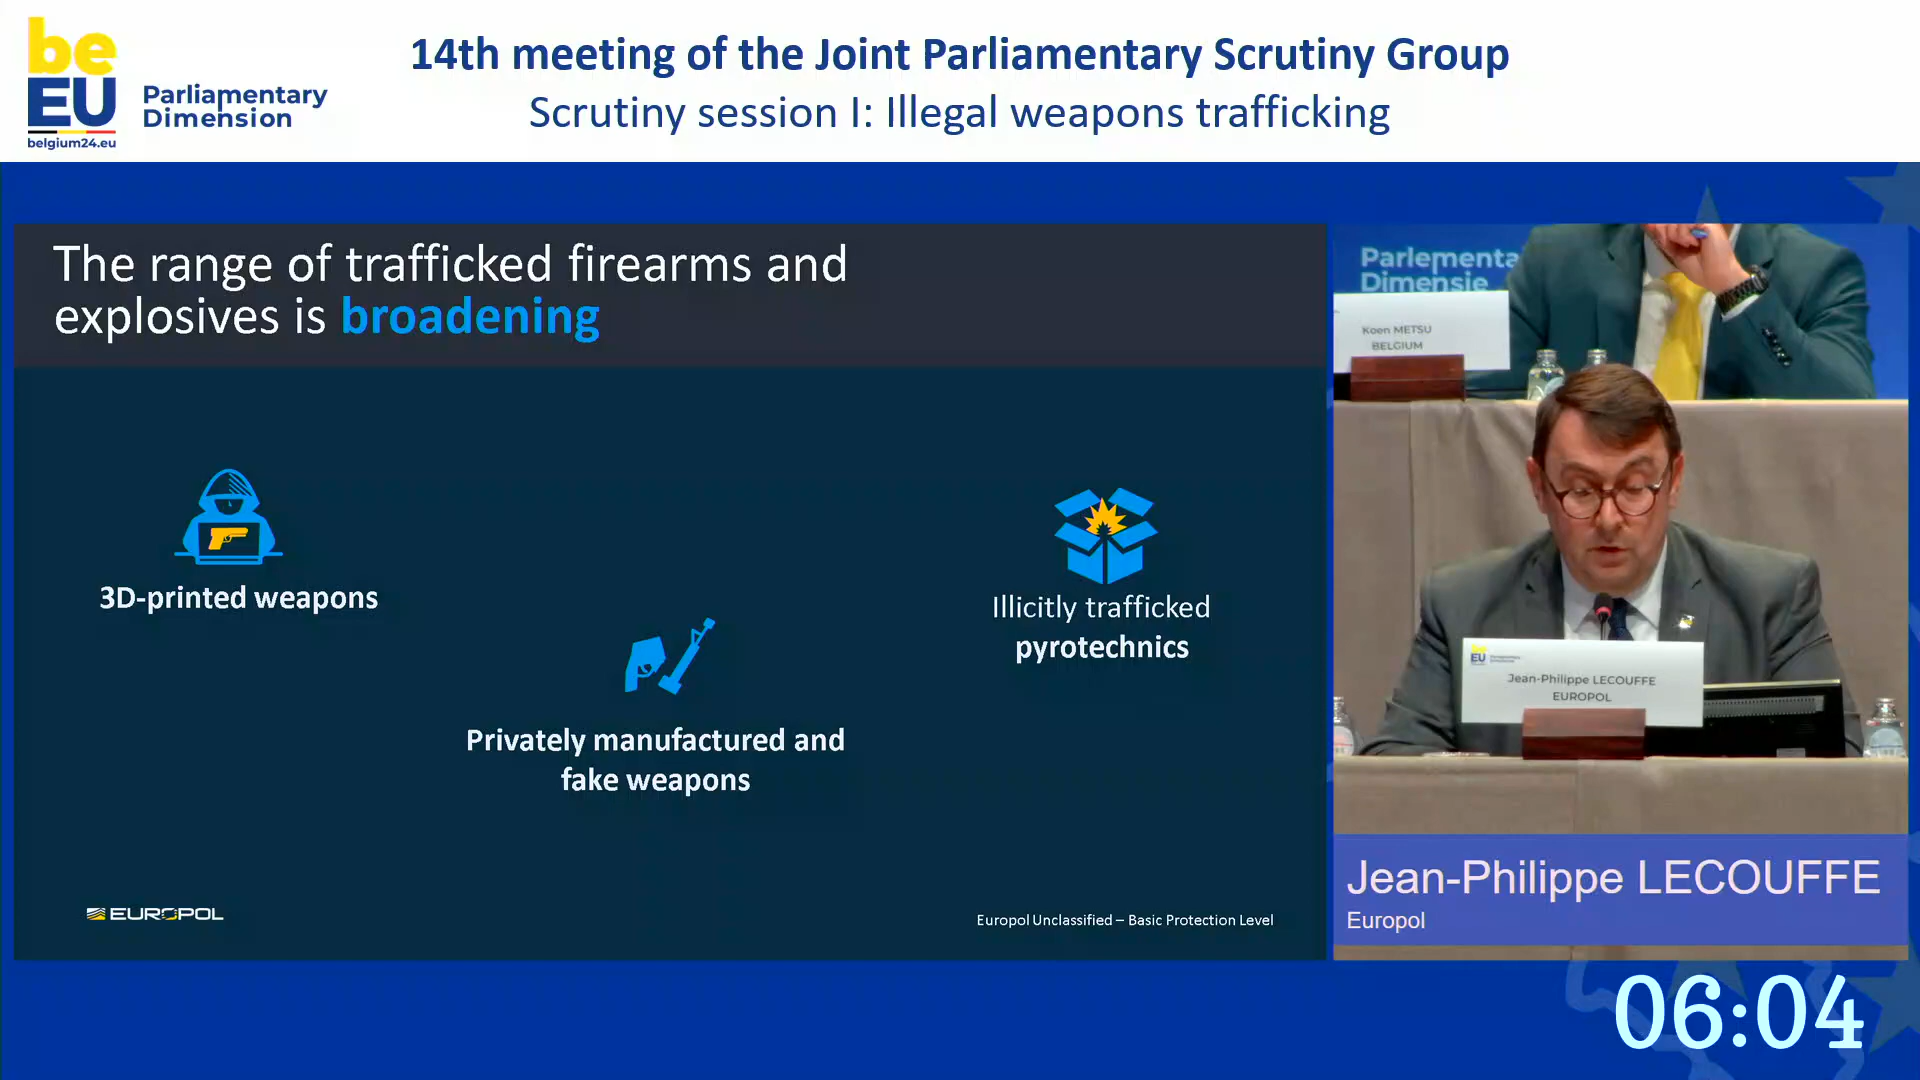 be
EU
belgium24.eu
Parliamentary
Dimension
14th meeting of the Joint Parliamentary Scrutiny Group
Scrutiny session I: Illegal weapons trafficking
The range of trafficked firearms and
explosives is broadening
3D-printed weapons
Privately manufactured and
fake weapons
Illicitly trafficked
pyrotechnics
EUROPOL
Europol Unclassified – Basic Protection Level
Parlementa
Dimensie
Koen METSU
BELGIUM
be
EU
Jean-Philippe LECOUFFE
EUROPOL
Jean-Philippe LECOUFFE
Europol
06:04